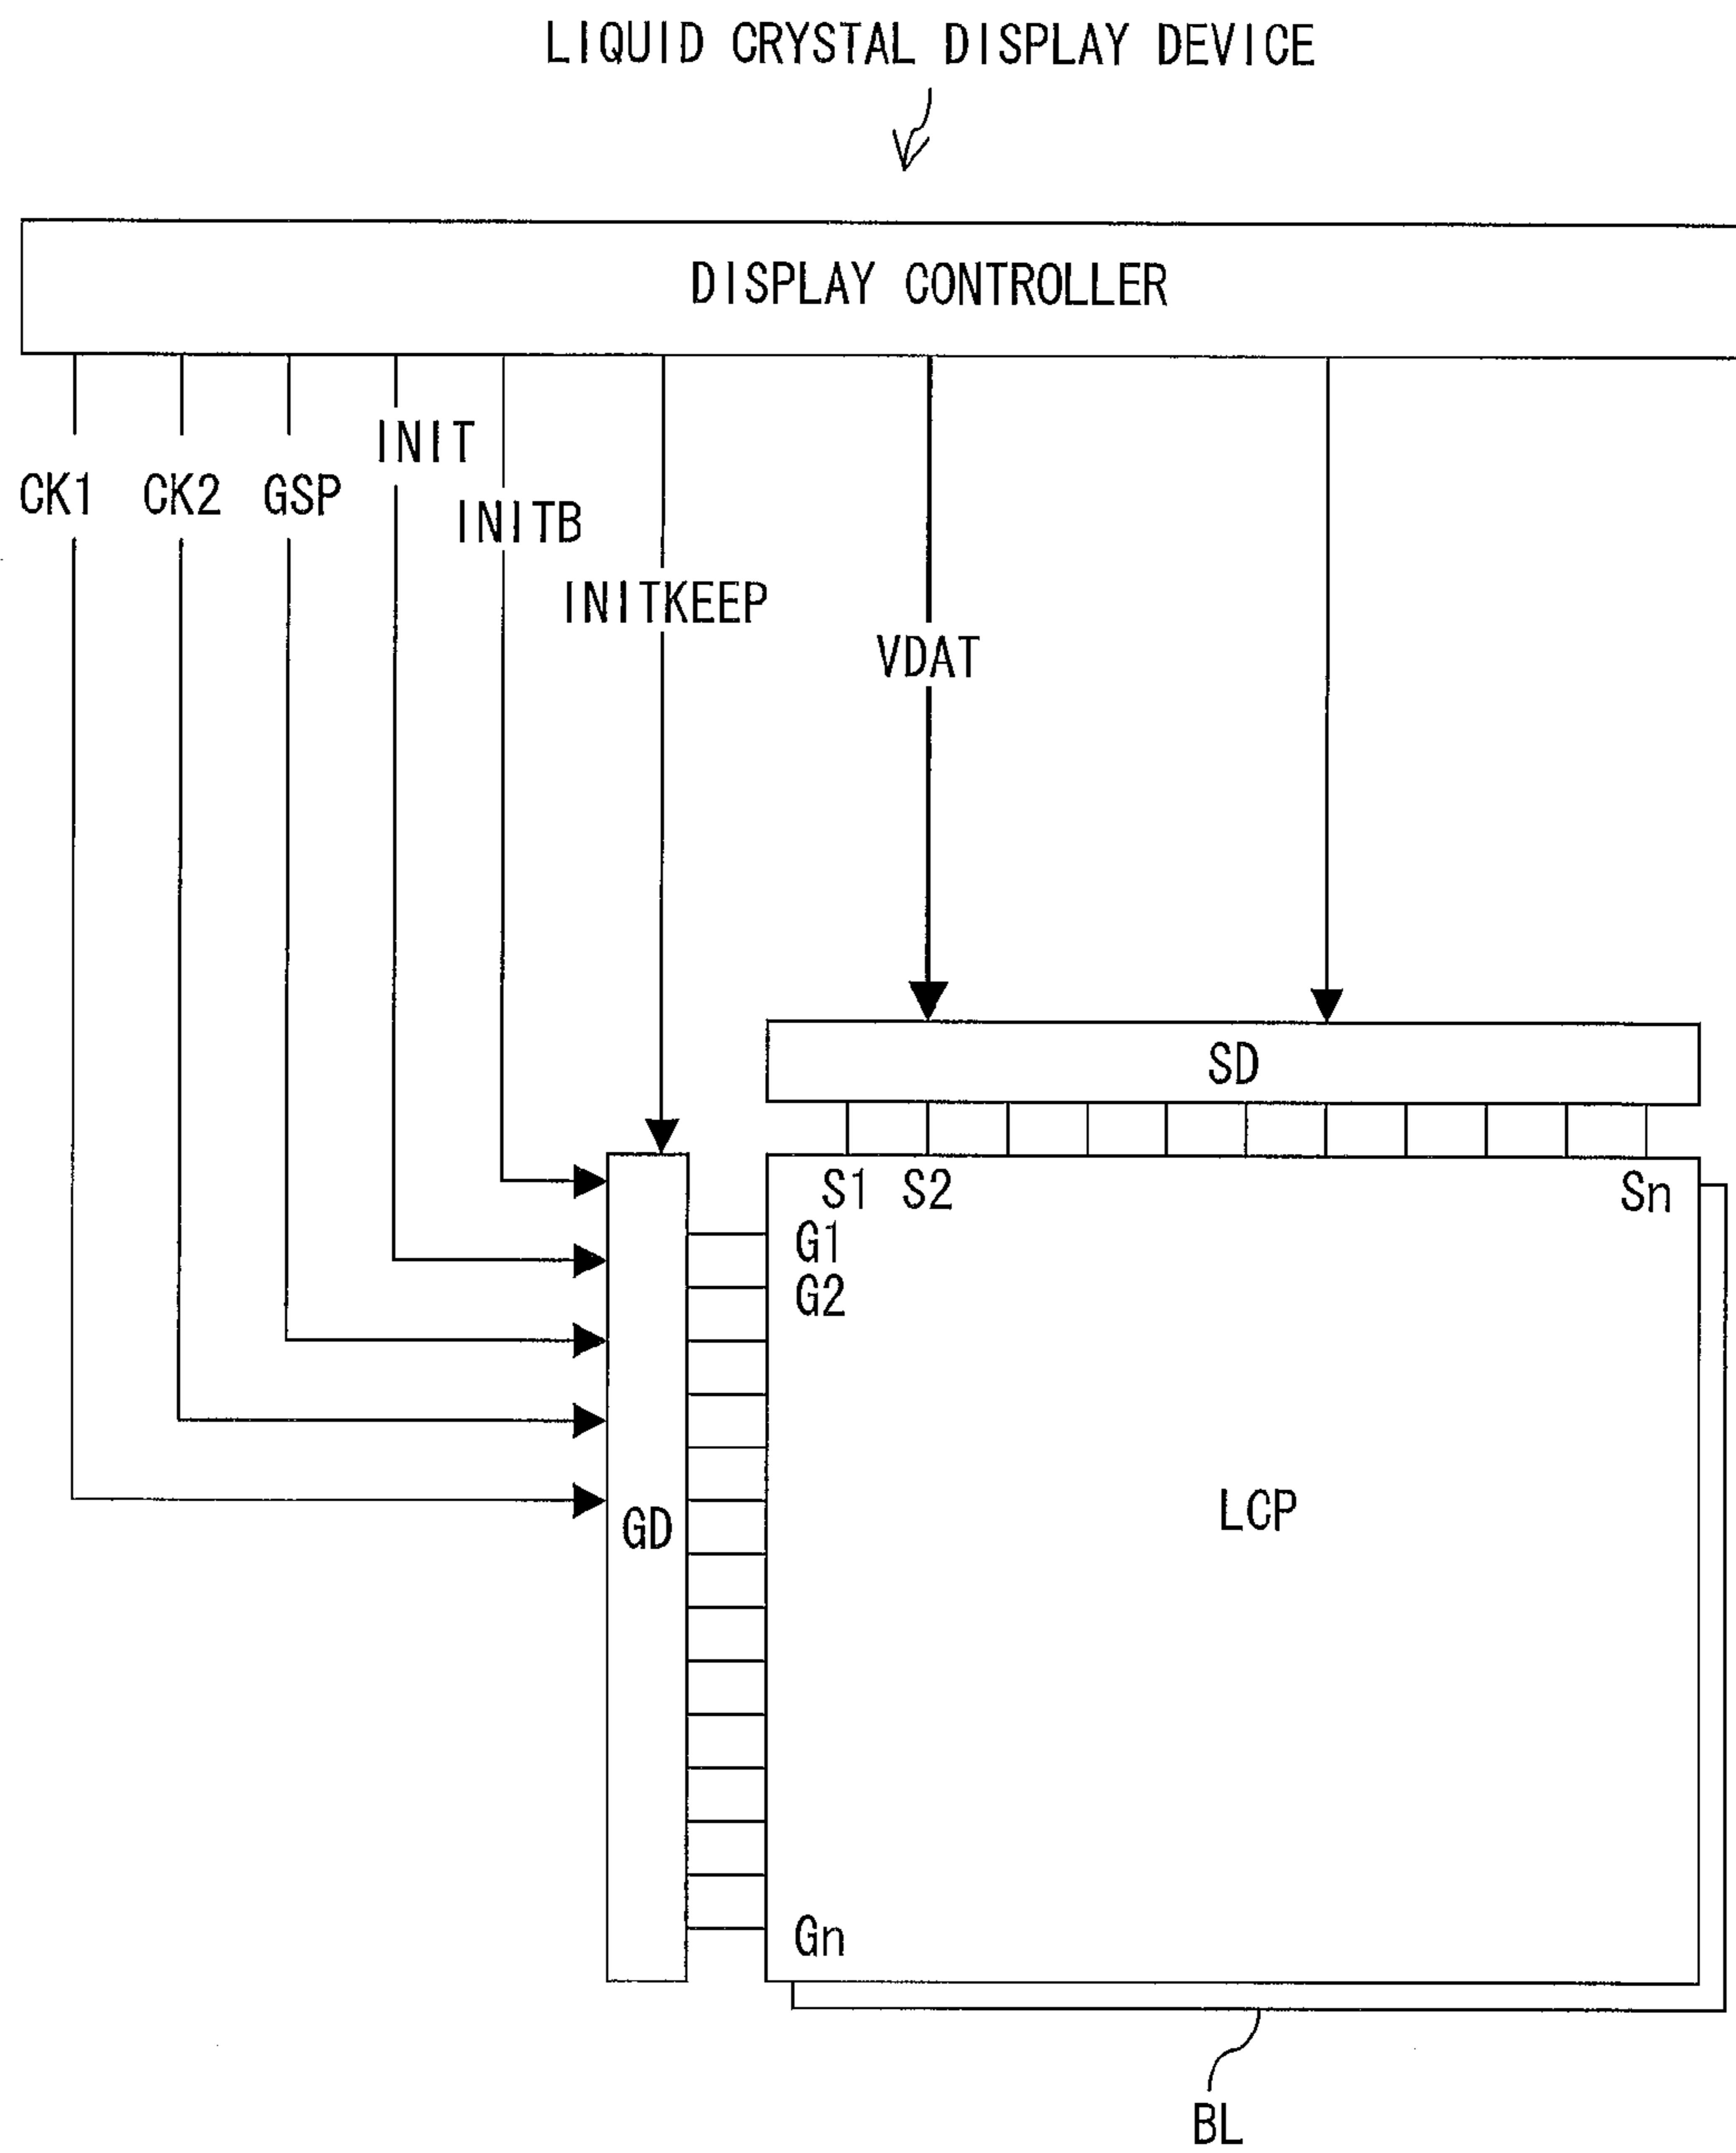 LIQUID CRYSTAL DISPLAY DEVICE
DISPLAY CONTROLLER
INIT
CK1 CK2 GSP
INITB
INITKEEP
VDAT
SD
S1 S2 Sn
G1
G2
LCP
GD
Gn
BL